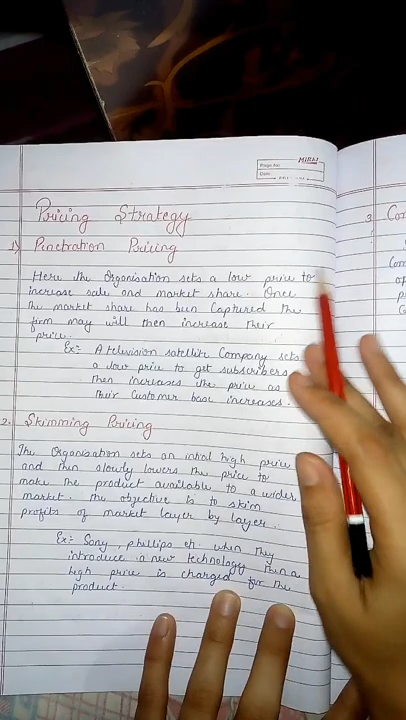 Page No.
Date
Pricing Strategy
1) Penetration Pricing
Here the Organisation sets a low price to
increase sale and market share. Once
the market share has been Captured the
firm may will then increase their
price.
Ex:- A television satellite Company sets
a low price to get subscribers
then increases the price as
their Customer base increases.
2. Skimming Pricing
The Organisation sets an intial high price
and then slowly lowers the price to
make the product available to a wider
market. The objective is to skim
profits of market layer by layer.
Ex:- Sony, phillips etc. when they
introduce a new technology then a
high price is charged for the
product.
3